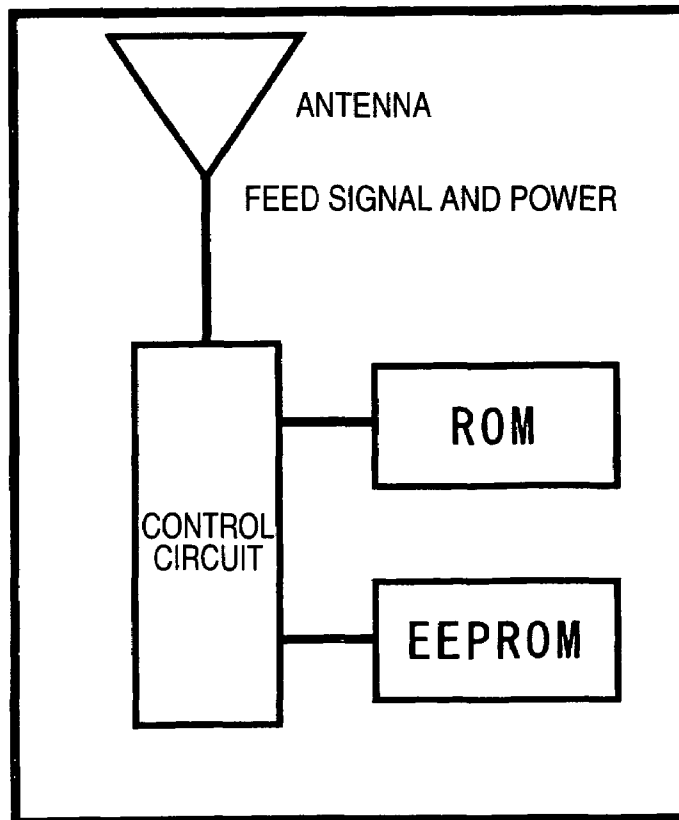 ANTENNA
FEED SIGNAL AND POWER
ROM
CONTROL
CIRCUIT
EEPROM